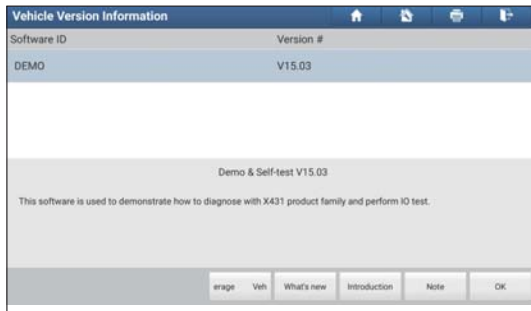 Vehicle Version Information
Software ID Version #
DEMO V15.03
Demo & Self-test V15.03
This software is used to demonstrate how to diagnose with X431 product family and perform IO test.
erage Veh What's new Introduction Note OK